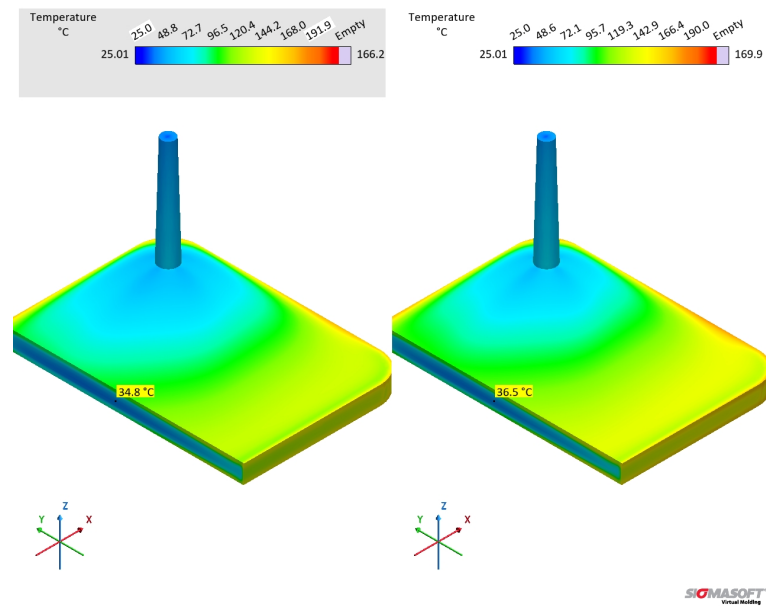 Temperature
°C
25.01 25.0 48.8 72.7 96.5 120.4 144.2 168.0 191.9 Empty 166.2
Temperature
°C
25.01 25.0 48.6 72.1 95.7 119.3 142.9 166.4 190.0 Empty 169.9
34.8 °C
36.5 °C
Z
Y X
Z
Y X
SIGMASOFT
Virtual Molding